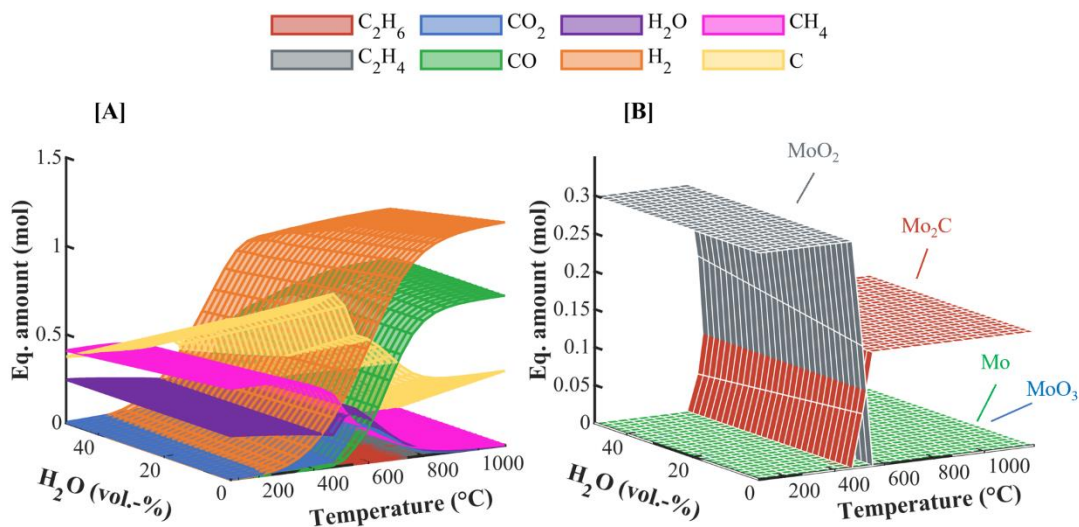 C₂H₆ CO₂ H₂O CH₄
C₂H₄ CO H₂ C
[A]
1.5
1
0.5
0
Eq. amount (mol)
40
20
0
H₂O (vol.-%)
200
400
600
800
1000
Temperature (°C)
[B]
MoO₂
Mo₂C
Mo
MoO₃
0.3
0.25
0.2
0.15
0.1
0.05
0
Eq. amount (mol)
40
20
0
H₂O (vol.-%)
200
400
600
800
1000
Temperature (°C)